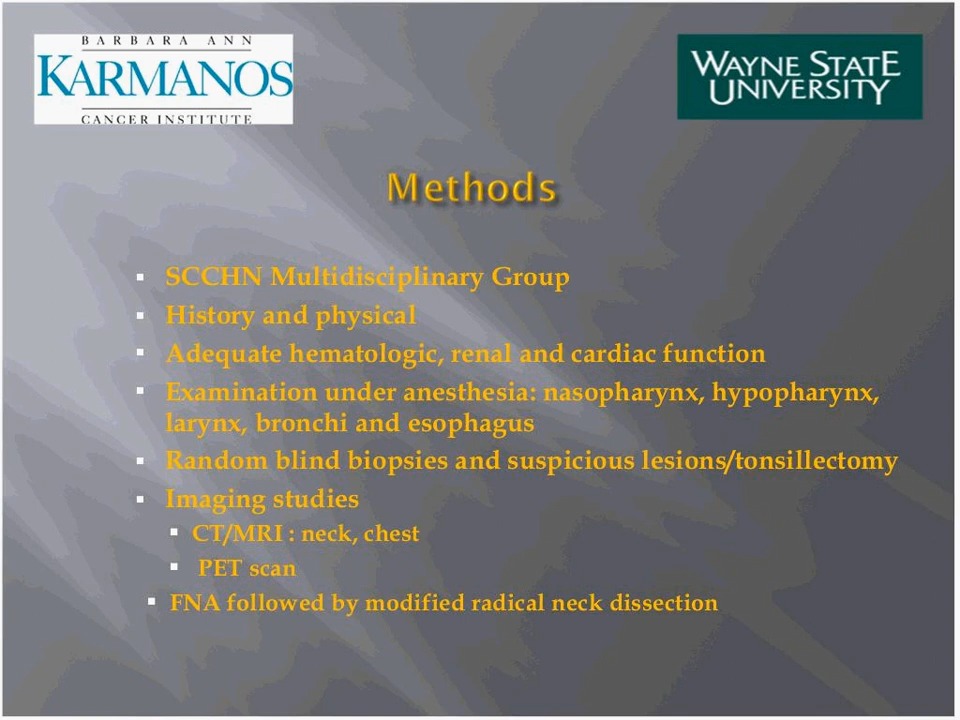 BARBARA ANN
KARMANOS
CANCER INSTITUTE
WAYNE STATE
UNIVERSITY
Methods
▪ SCCHN Multidisciplinary Group
▪ History and physical
▪ Adequate hematologic, renal and cardiac function
▪ Examination under anesthesia: nasopharynx, hypopharynx,
larynx, bronchi and esophagus
▪ Random blind biopsies and suspicious lesions/tonsillectomy
▪ Imaging studies
▪ CT/MRI : neck, chest
▪ PET scan
▪ FNA followed by modified radical neck dissection